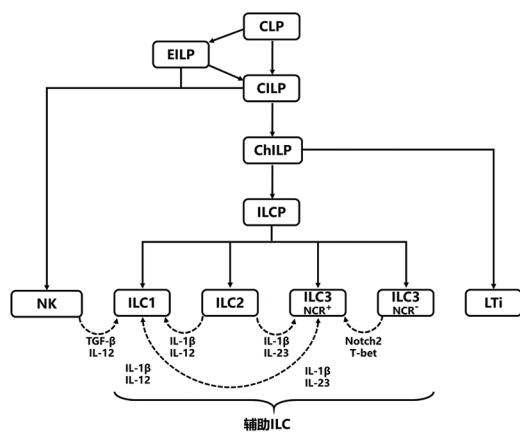 CLP
EILP
CILP
ChILP
ILCP
NK
ILC1
ILC2
ILC3
NCR⁺
ILC3
NCR⁻
LTi
TGF-β
IL-12
IL-1β
IL-12
IL-1β
IL-23
Notch2
T-bet
IL-1β
IL-12
IL-1β
IL-23
辅助ILC